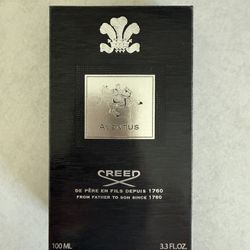 AVENTUS
CREED
DE PÈRE EN FILS DEPUIS 1760
FROM FATHER TO SON SINCE 1760
100 ML 3.3 FL.OZ.